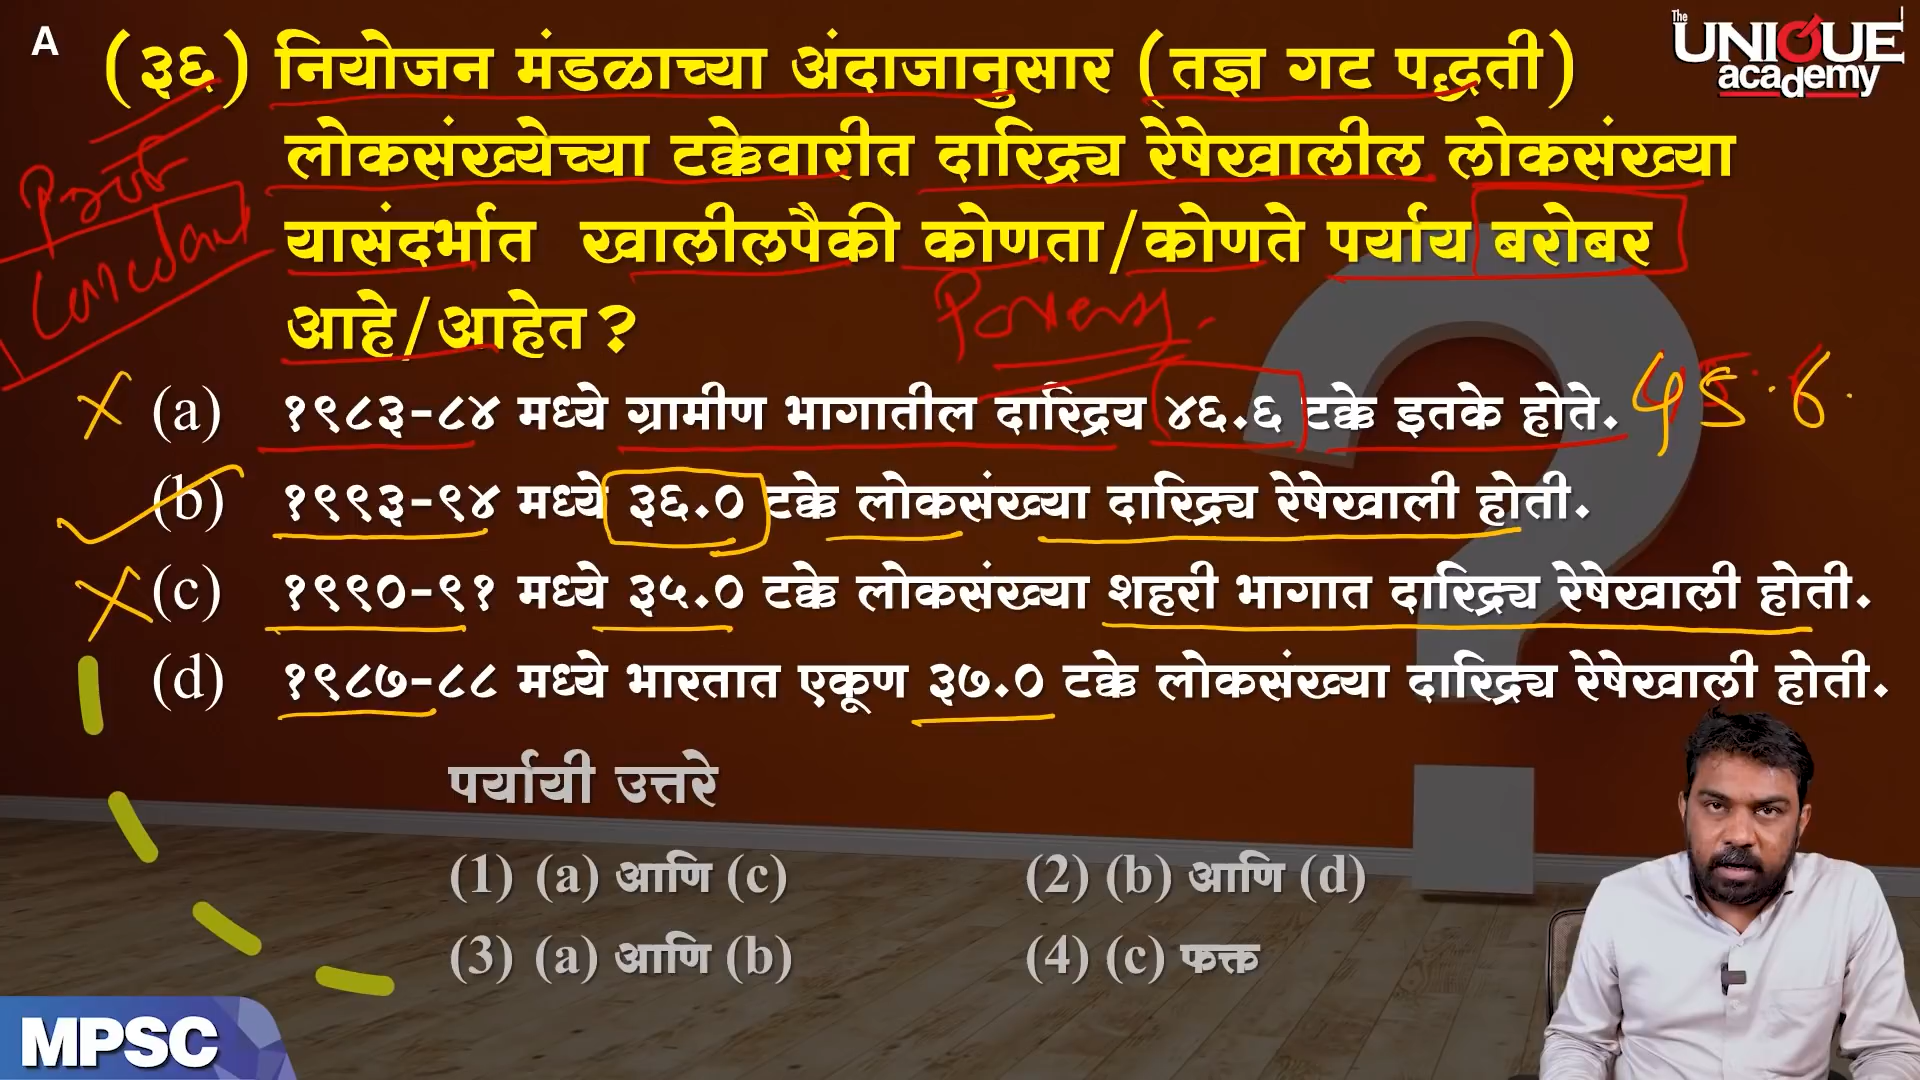 A
The
UNIQUE
academy
(३६) नियोजन मंडळाच्या अंदाजानुसार (तज्ञ गट पद्धती)
लोकसंख्येच्या टक्केवारीत दारिद्र्य रेषेखालील लोकसंख्या
यासंदर्भात खालीलपैकी कोणता/कोणते पर्याय बरोबर
आहे/आहेत?
(a) १९८३-८४ मध्ये ग्रामीण भागातील दारिद्रय ४६.६ टक्के इतके होते. 45.6.
(b) १९९३-९४ मध्ये ३६.० टक्के लोकसंख्या दारिद्र्य रेषेखाली होती.
(c) १९९०-९१ मध्ये ३५.० टक्के लोकसंख्या शहरी भागात दारिद्र्य रेषेखाली होती.
(d) १९८७-८८ मध्ये भारतात एकूण ३७.० टक्के लोकसंख्या दारिद्र्य रेषेखाली होती.
पर्यायी उत्तरे
(1) (a) आणि (c) (2) (b) आणि (d)
(3) (a) आणि (b) (4) (c) फक्त
MPSC